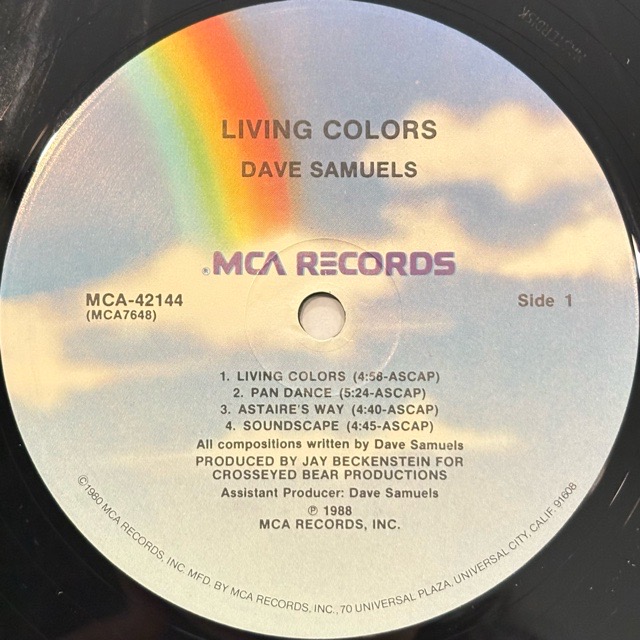 LIVING COLORS
DAVE SAMUELS
MCA RECORDS
MCA-42144
(MCA7648)
Side 1
1. LIVING COLORS (4:58-ASCAP)
2. PAN DANCE (5:24-ASCAP)
3. ASTAIRE'S WAY (4:40-ASCAP)
4. SOUNDSCAPE (4:45-ASCAP)
All compositions written by Dave Samuels
PRODUCED BY JAY BECKENSTEIN FOR
CROSSEYED BEAR PRODUCTIONS
Assistant Producer: Dave Samuels
℗ 1988
MCA RECORDS, INC.
©1980 MCA RECORDS, INC. MFD. BY MCA RECORDS, INC., 70 UNIVERSAL PLAZA, UNIVERSAL CITY, CALIF. 91608